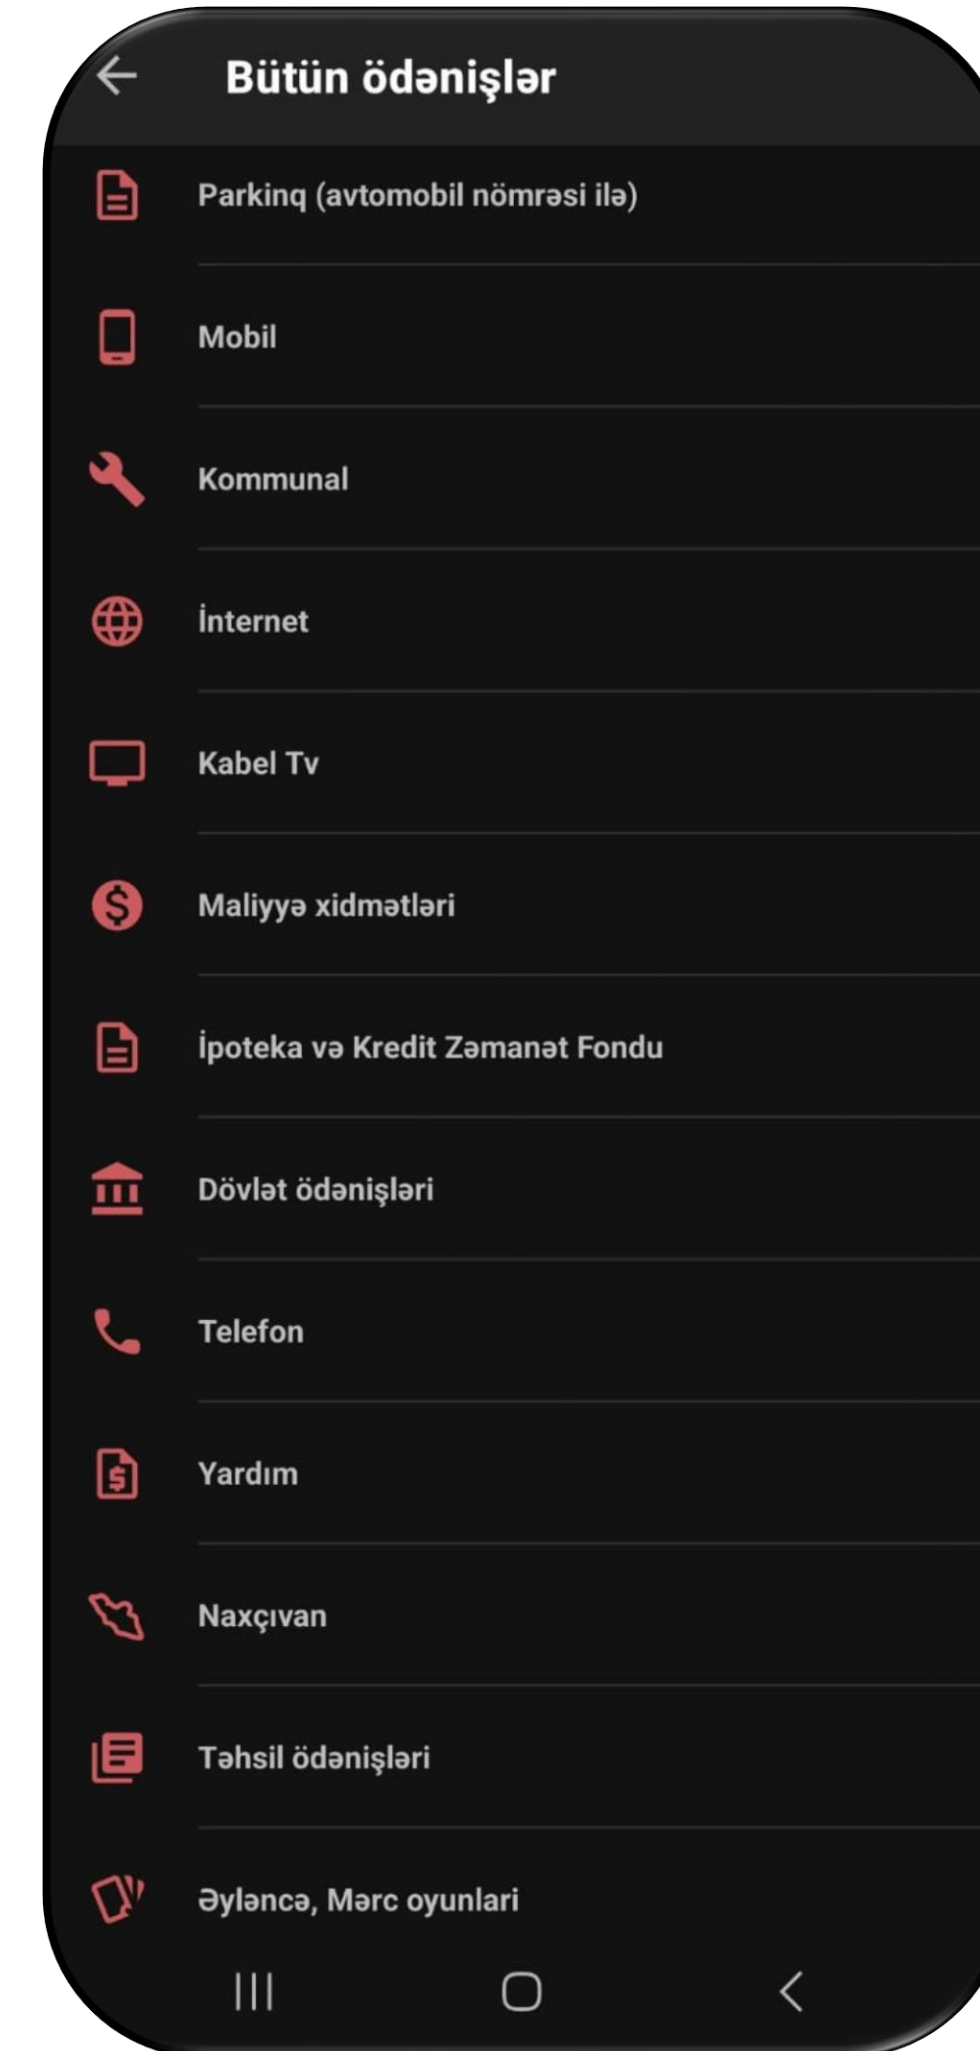 Bütün ödənişlər
Parkinq (avtomobil nömrəsi ilə)
Mobil
Kommunal
İnternet
Kabel Tv
Maliyyə xidmətləri
İpoteka və Kredit Zəmanət Fondu
Dövlət ödənişləri
Telefon
Yardım
Naxçıvan
Təhsil ödənişləri
Əyləncə, Mərc oyunlari